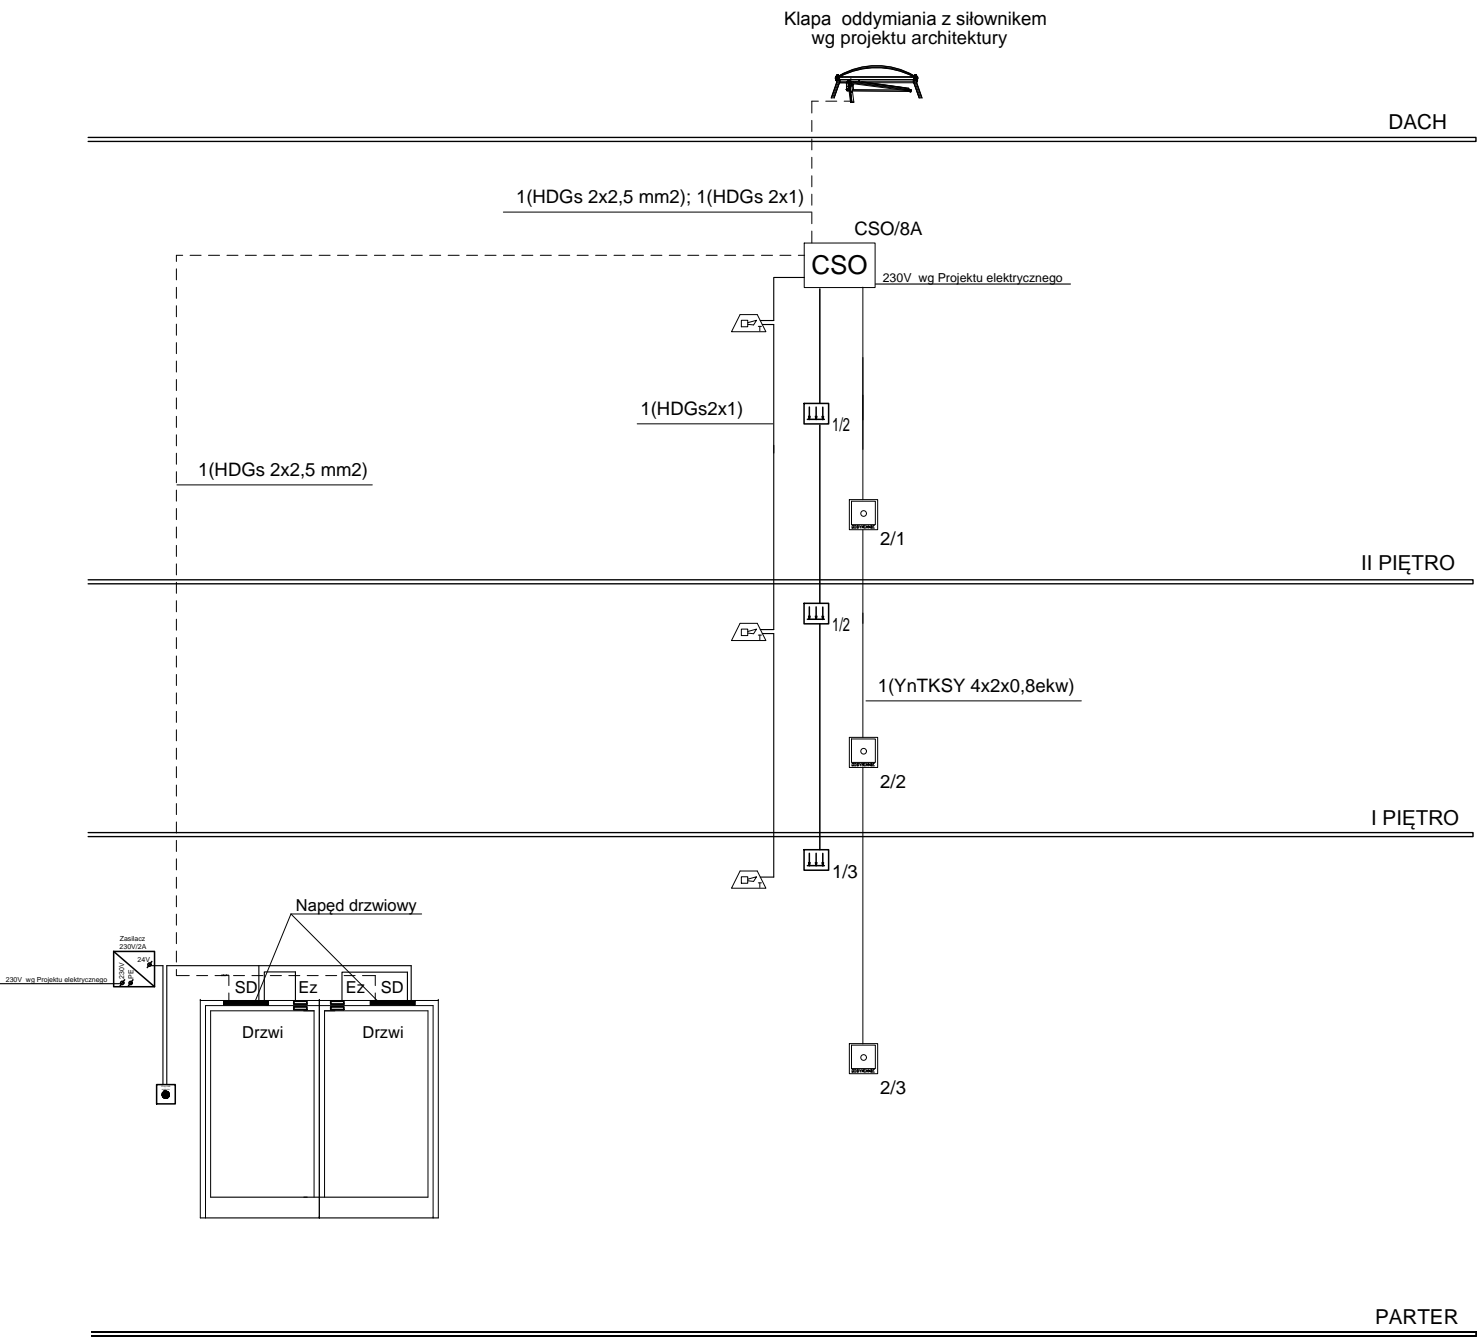 Klapa oddymiania z siłownikiem
wg projektu architektury
DACH
1(HDGs 2x2,5 mm2); 1(HDGs 2x1)
CSO/8A
CSO
230V wg Projektu elektrycznego
T
1(HDGs2x1)
1/2
1(HDGs 2x2,5 mm2)
2/1
II PIĘTRO
1/2
T
1(YnTKSY 4x2x0,8ekw)
2/2
I PIĘTRO
1/3
T
Napęd drzwiowy
Zasilacz
230V/2A
24V
230V
PE
230V wg Projektu elektrycznego
SD Ez Ez SD
Drzwi Drzwi
2/3
PARTER